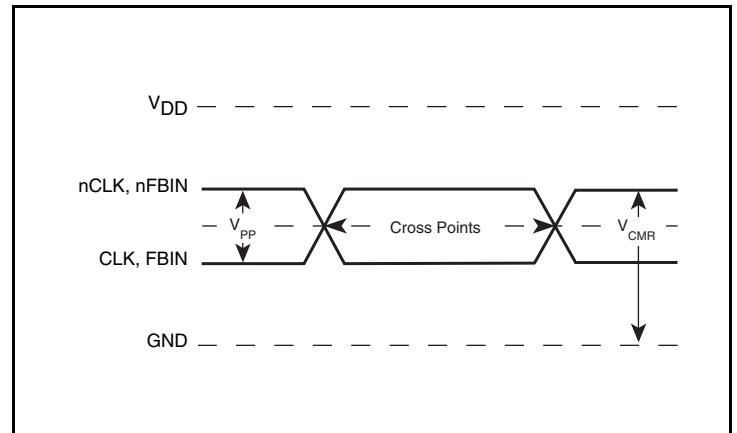 VDD
nCLK, nFBIN
VPP
Cross Points
VCMR
CLK, FBIN
GND